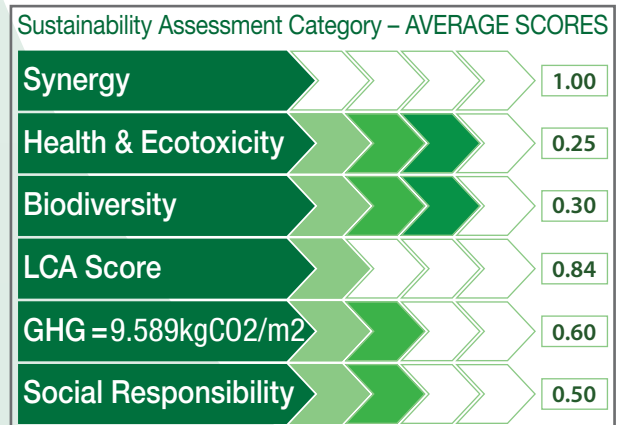 Sustainability Assessment Category – AVERAGE SCORES
Synergy 1.00
Health & Ecotoxicity 0.25
Biodiversity 0.30
LCA Score 0.84
GHG =9.589kgCO2/m2 0.60
Social Responsibility 0.50